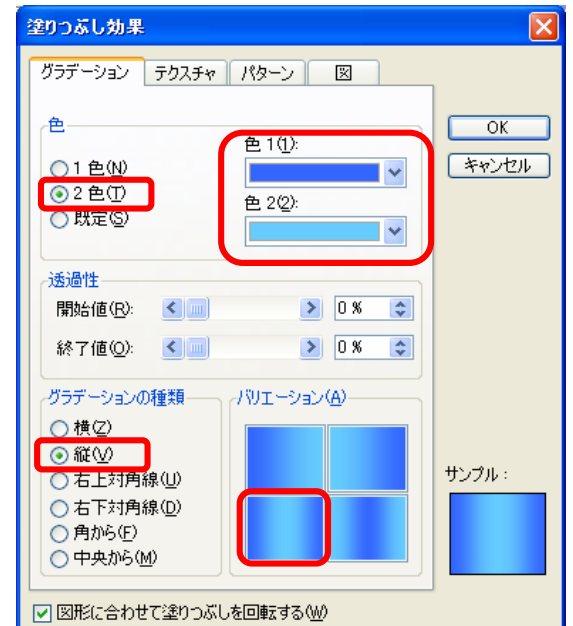 塗りつぶし効果
グラデーション テクスチャ パターン 図
色
1 色(N)
2 色(T)
既定(S)
色 1(1):
色 2(2):
OK
キャンセル
透過性
開始値(R): 0 %
終了値(O): 0 %
グラデーションの種類
横(Z)
縦(V)
右上対角線(U)
右下対角線(D)
角から(F)
中央から(M)
バリエーション(A)
サンプル:
図形に合わせて塗りつぶしを回転する(W)